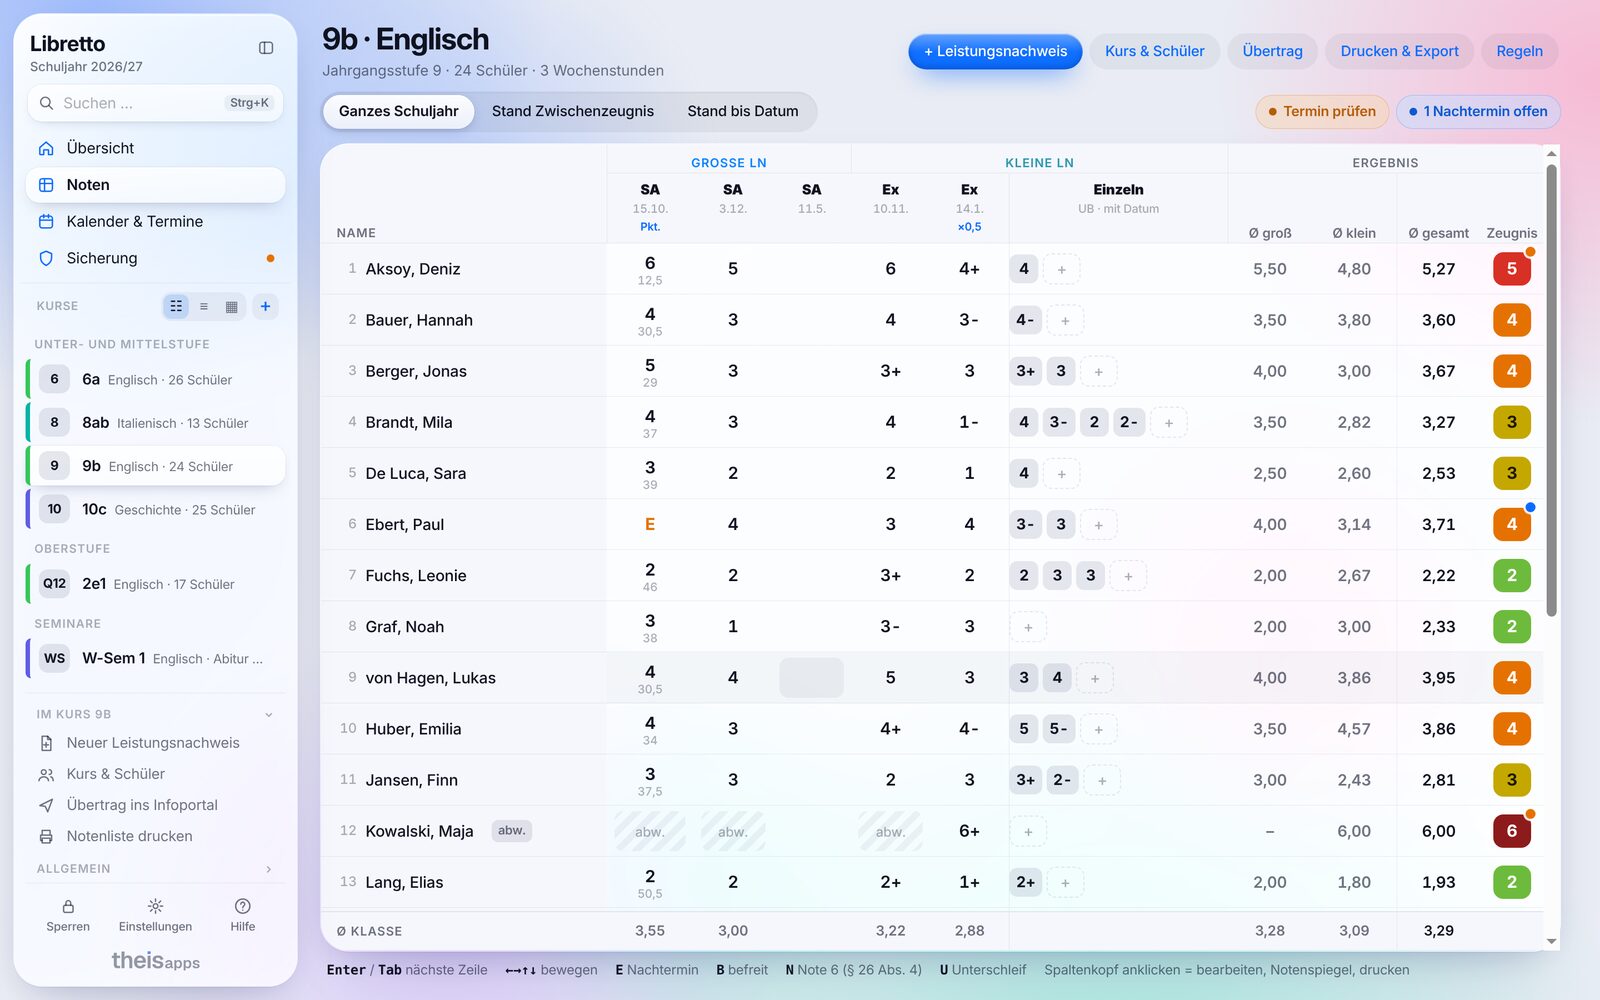 Libretto
Schuljahr 2026/27
Suchen ... Strg+K
Übersicht
Noten
Kalender & Termine
Sicherung
KURSE
+
UNTER- UND MITTELSTUFE
6 6a Englisch · 26 Schüler
8 8ab Italienisch · 13 Schüler
9 9b Englisch · 24 Schüler
10 10c Geschichte · 25 Schüler
OBERSTUFE
Q12 2e1 Englisch · 17 Schüler
SEMINARE
WS W-Sem 1 Englisch · Abitur ...
IM KURS 9B
Neuer Leistungsnachweis
Kurs & Schüler
Übertrag ins Infoportal
Notenliste drucken
ALLGEMEIN
Sperren Einstellungen Hilfe
theisapps
9b · Englisch
Jahrgangsstufe 9 · 24 Schüler · 3 Wochenstunden
+ Leistungsnachweis Kurs & Schüler Übertrag Drucken & Export Regeln
Ganzes Schuljahr Stand Zwischenzeugnis Stand bis Datum
Termin prüfen 1 Nachtermin offen
GROSSE LN KLEINE LN ERGEBNIS
SA SA SA Ex Ex Einzeln
15.10. 3.12. 11.5. 10.11. 14.1. UB · mit Datum
Pkt. ×0,5
NAME Ø groß Ø klein Ø gesamt Zeugnis
1 Aksoy, Deniz 6 5 6 4+ 4 + 5,50 4,80 5,27 5
12,5
2 Bauer, Hannah 4 3 4 3- 4- + 3,50 3,80 3,60 4
30,5
3 Berger, Jonas 5 3 3+ 3 3+ 3 + 4,00 3,00 3,67 4
29
4 Brandt, Mila 4 3 4 1- 4 3- 2 2- + 3,50 2,82 3,27 3
37
5 De Luca, Sara 3 2 2 1 4 + 2,50 2,60 2,53 3
39
6 Ebert, Paul E 4 3 4 3- 3 + 4,00 3,14 3,71 4
7 Fuchs, Leonie 2 2 3+ 2 2 3 3 + 2,00 2,67 2,22 2
46
8 Graf, Noah 3 1 3- 3 + 2,00 3,00 2,33 2
38
9 von Hagen, Lukas 4 4 5 3 3 4 + 4,00 3,86 3,95 4
30,5
10 Huber, Emilia 4 3 4+ 4- 5 5- + 3,50 4,57 3,86 4
34
11 Jansen, Finn 3 3 2 3 3+ 2- + 3,00 2,43 2,81 3
37,5
12 Kowalski, Maja abw. abw. abw. abw. 6+ + – 6,00 6,00 6
13 Lang, Elias 2 2 2+ 1+ 2+ + 2,00 1,80 1,93 2
50,5
Ø KLASSE 3,55 3,00 3,22 2,88 3,28 3,09 3,29
Enter / Tab nächste Zeile ←→↑↓ bewegen E Nachtermin B befreit N Note 6 (§ 26 Abs. 4) U Unterschleif Spaltenkopf anklicken = bearbeiten, Notenspiegel, drucken